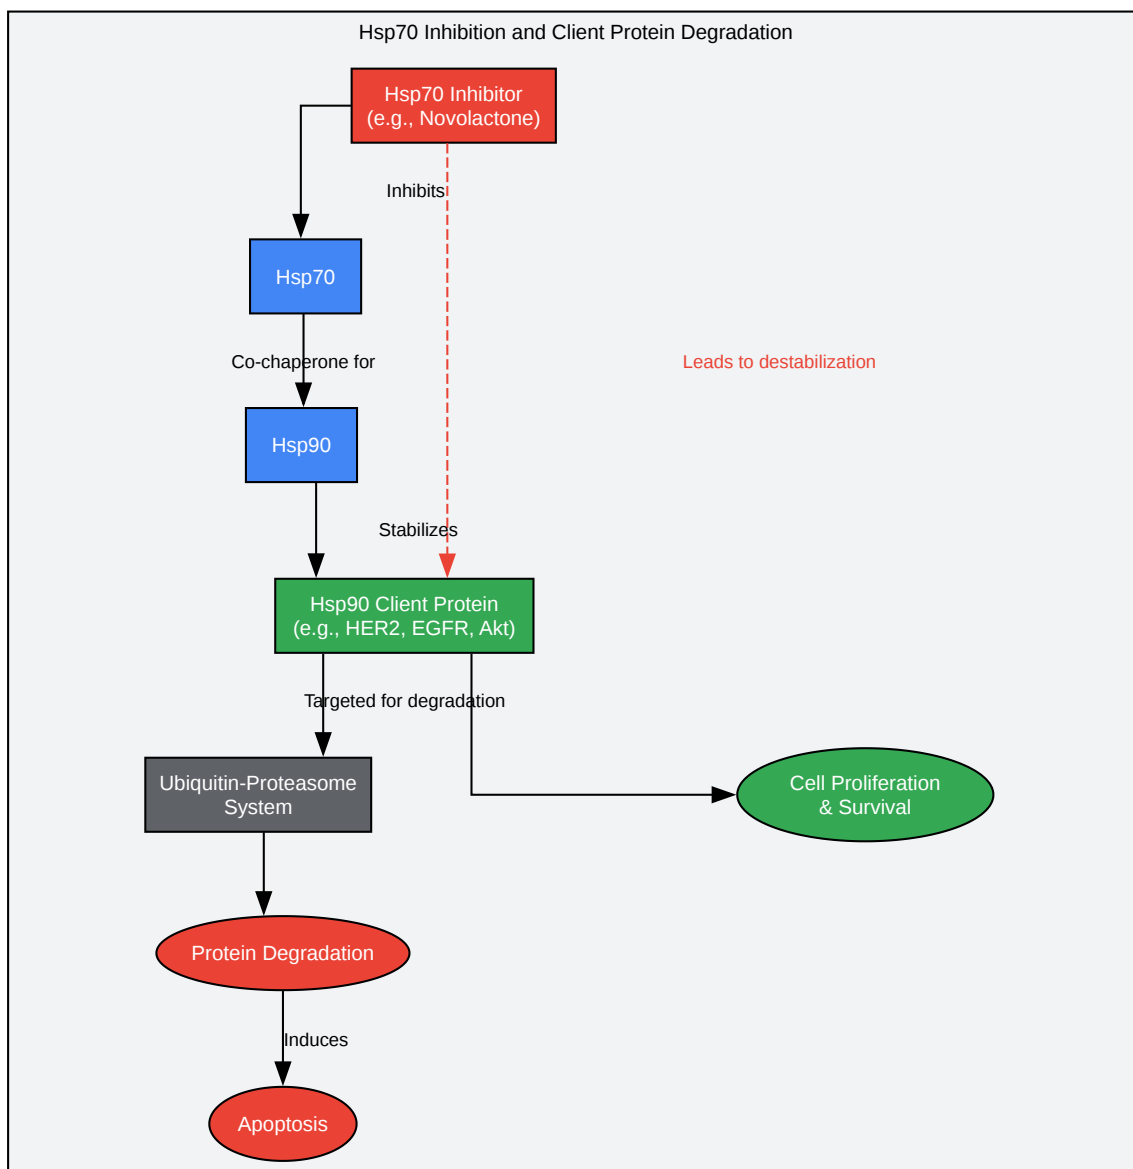 Hsp70 Inhibition and Client Protein Degradation
Hsp70 Inhibitor
(e.g., Novolactone)
Inhibits
Hsp70
Co-chaperone for
Leads to destabilization
Hsp90
Stabilizes
Hsp90 Client Protein
(e.g., HER2, EGFR, Akt)
Targeted for degradation
Ubiquitin-Proteasome
System
Cell Proliferation
& Survival
Protein Degradation
Induces
Apoptosis